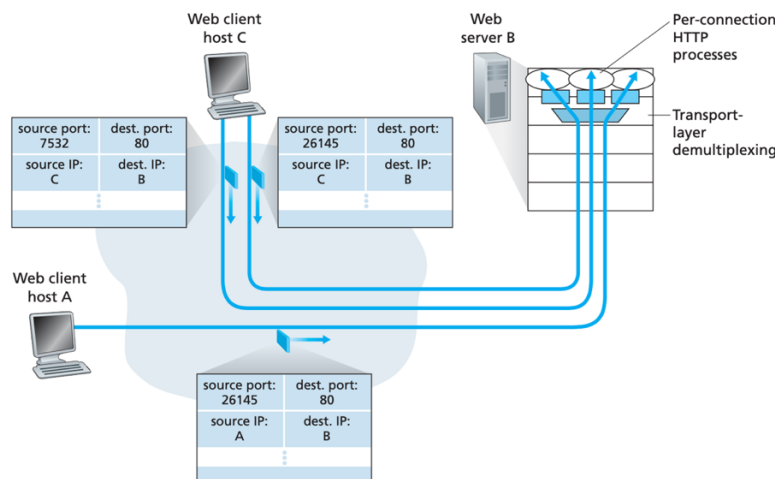 Web client
host C
Web
server B
Per-connection
HTTP
processes
Transport-
layer
demultiplexing
source port:
7532
dest. port:
80
source IP:
C
dest. IP:
B
source port:
26145
dest. port:
80
source IP:
C
dest. IP:
B
Web client
host A
source port:
26145
dest. port:
80
source IP:
A
dest. IP:
B